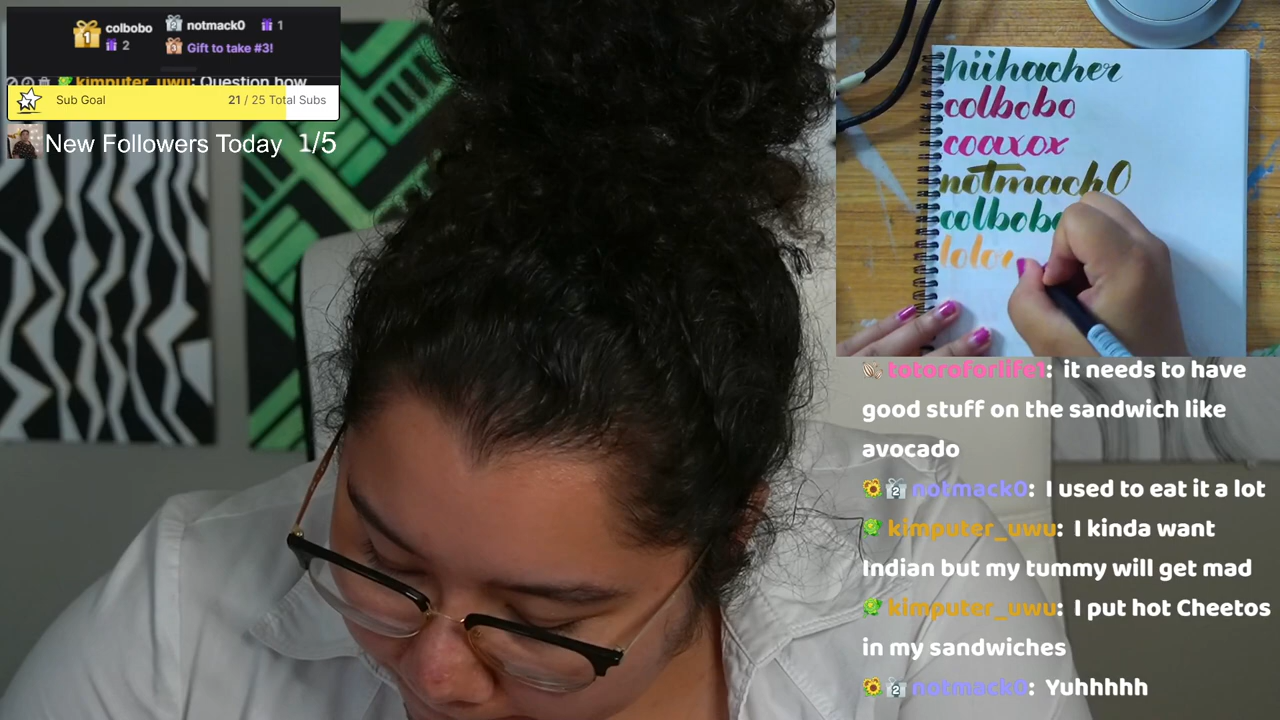 colbobo
2
notmack0 1
Gift to take #3!
kimputer_uwu: Question how
Sub Goal 21 / 25 Total Subs
New Followers Today 1/5
hiihacher
colbobo
coaxox
notmack0
colbobo
totoroforlife1: it needs to have
good stuff on the sandwich like
avocado
notmack0: I used to eat it a lot
kimputer_uwu: I kinda want
Indian but my tummy will get mad
kimputer_uwu: I put hot Cheetos
in my sandwiches
notmack0: Yuhhhhh